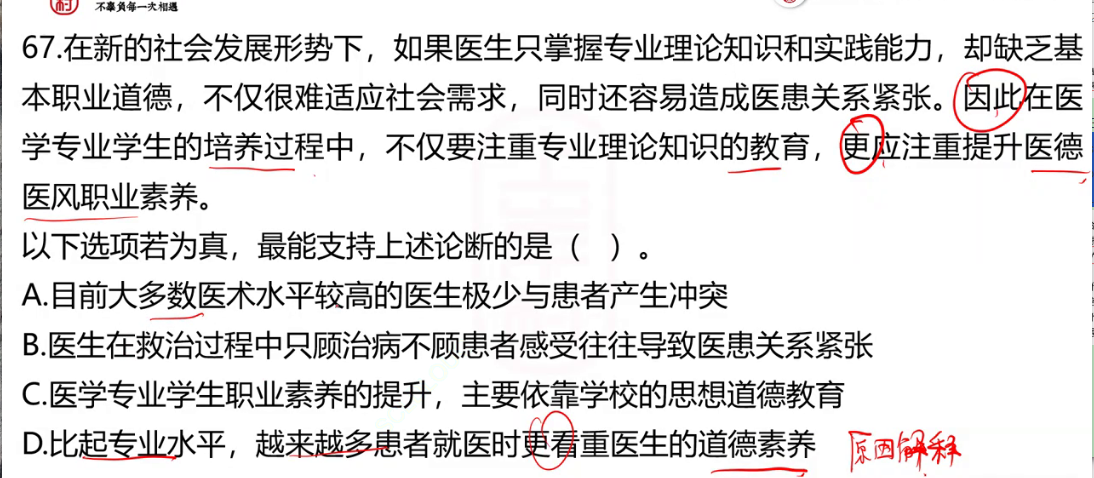 不辜負每一次相遇
67.在新的社会发展形势下，如果医生只掌握专业理论知识和实践能力，却缺乏基
本职业道德，不仅很难适应社会需求，同时还容易造成医患关系紧张。因此在医
学专业学生的培养过程中，不仅要注重专业理论知识的教育，更应注重提升医德
医风职业素养。
以下选项若为真，最能支持上述论断的是（　）。
A.目前大多数医术水平较高的医生极少与患者产生冲突
B.医生在救治过程中只顾治病不顾患者感受往往导致医患关系紧张
C.医学专业学生职业素养的提升，主要依靠学校的思想道德教育
D.比起专业水平，越来越多患者就医时更看重医生的道德素养 原因解释